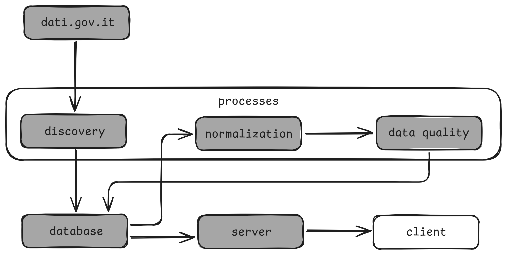 dati.gov.it
processes
discovery
normalization
data quality
database
server
client